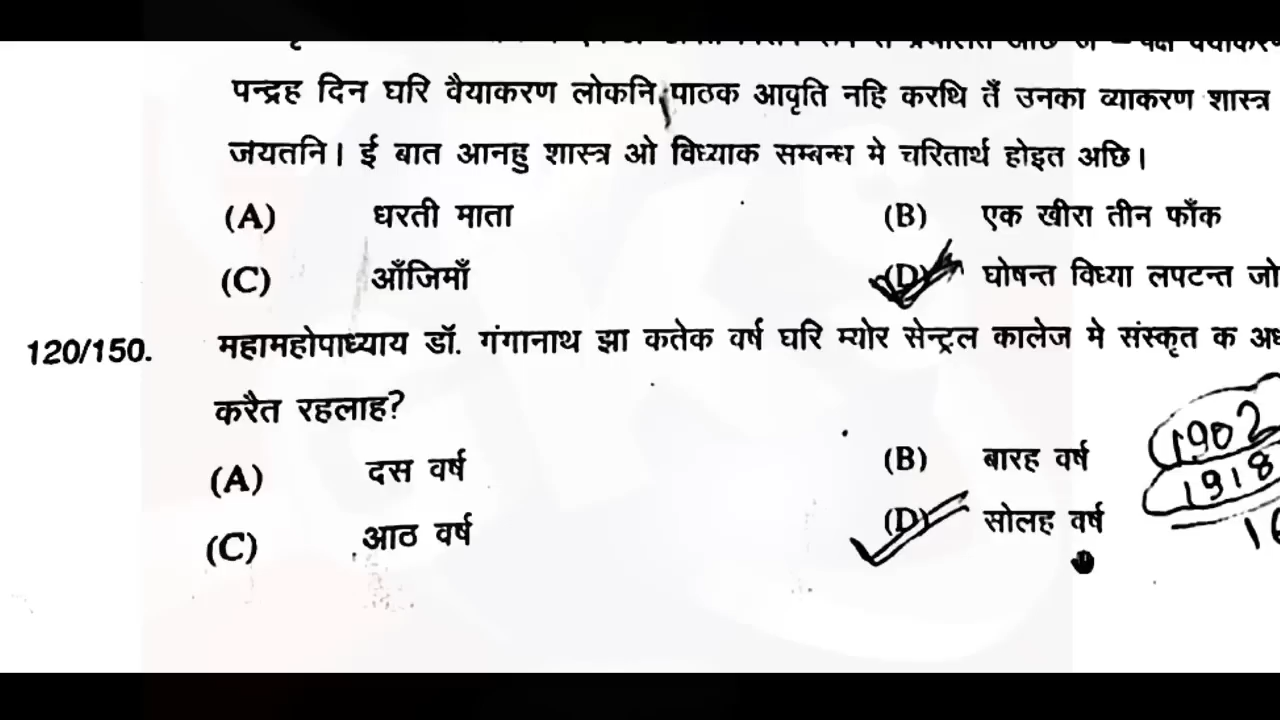 पन्द्रह दिन घरि वैयाकरण लोकनि पाठक आवृति नहि करथि तँ उनका व्याकरण शास्त्र
जयतनि। ई बात आनहु शास्त्र ओ विध्याक सम्बन्ध मे चरितार्थ होइत अछि।
(A) धरती माता (B) एक खीरा तीन फाँक
(C) आँजिमाँ (D) घोषन्त विध्या लपटन्त जो
120/150. महामहोपाध्याय डॉ. गंगानाथ झा कतेक वर्ष घरि म्योर सेन्ट्रल कालेज मे संस्कृत क
करैत रहलाह?
1902
(A) दस वर्ष (B) बारह वर्ष
1918
(C) आठ वर्ष (D) सोलह वर्ष